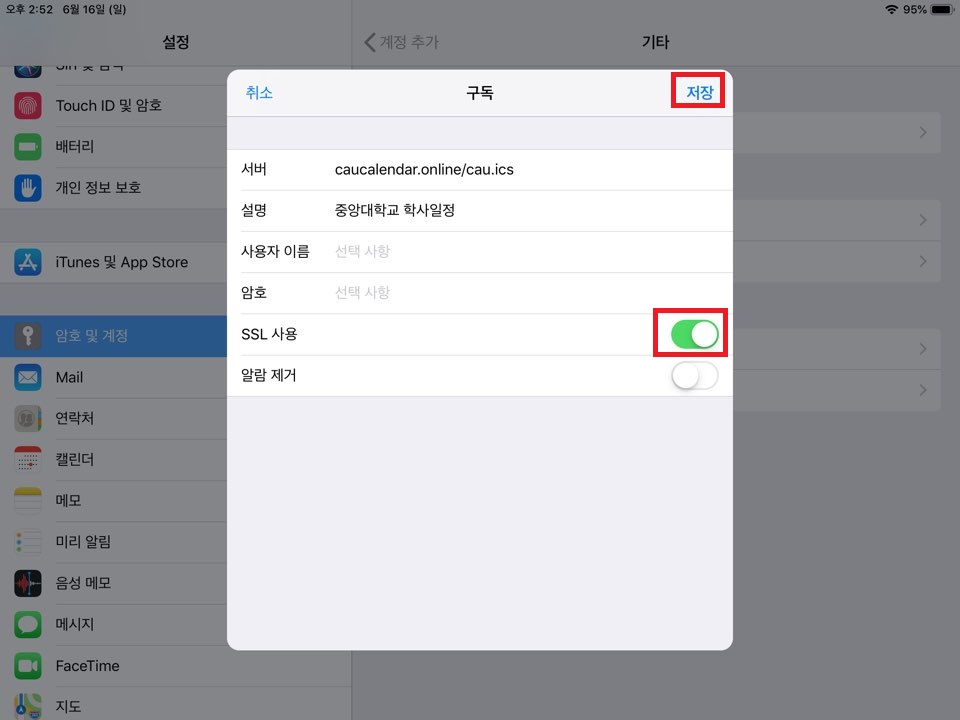 오후 2:52 6월 16일 (일) 95%
설정
계정 추가 기타
Siri 및 검색
Touch ID 및 암호
배터리
개인 정보 보호
iTunes 및 App Store
암호 및 계정
Mail
연락처
캘린더
메모
미리 알림
음성 메모
메시지
FaceTime
지도
취소 구독 저장
서버 caucalendar.online/cau.ics
설명 중앙대학교 학사일정
사용자 이름 선택 사항
암호 선택 사항
SSL 사용
알람 제거